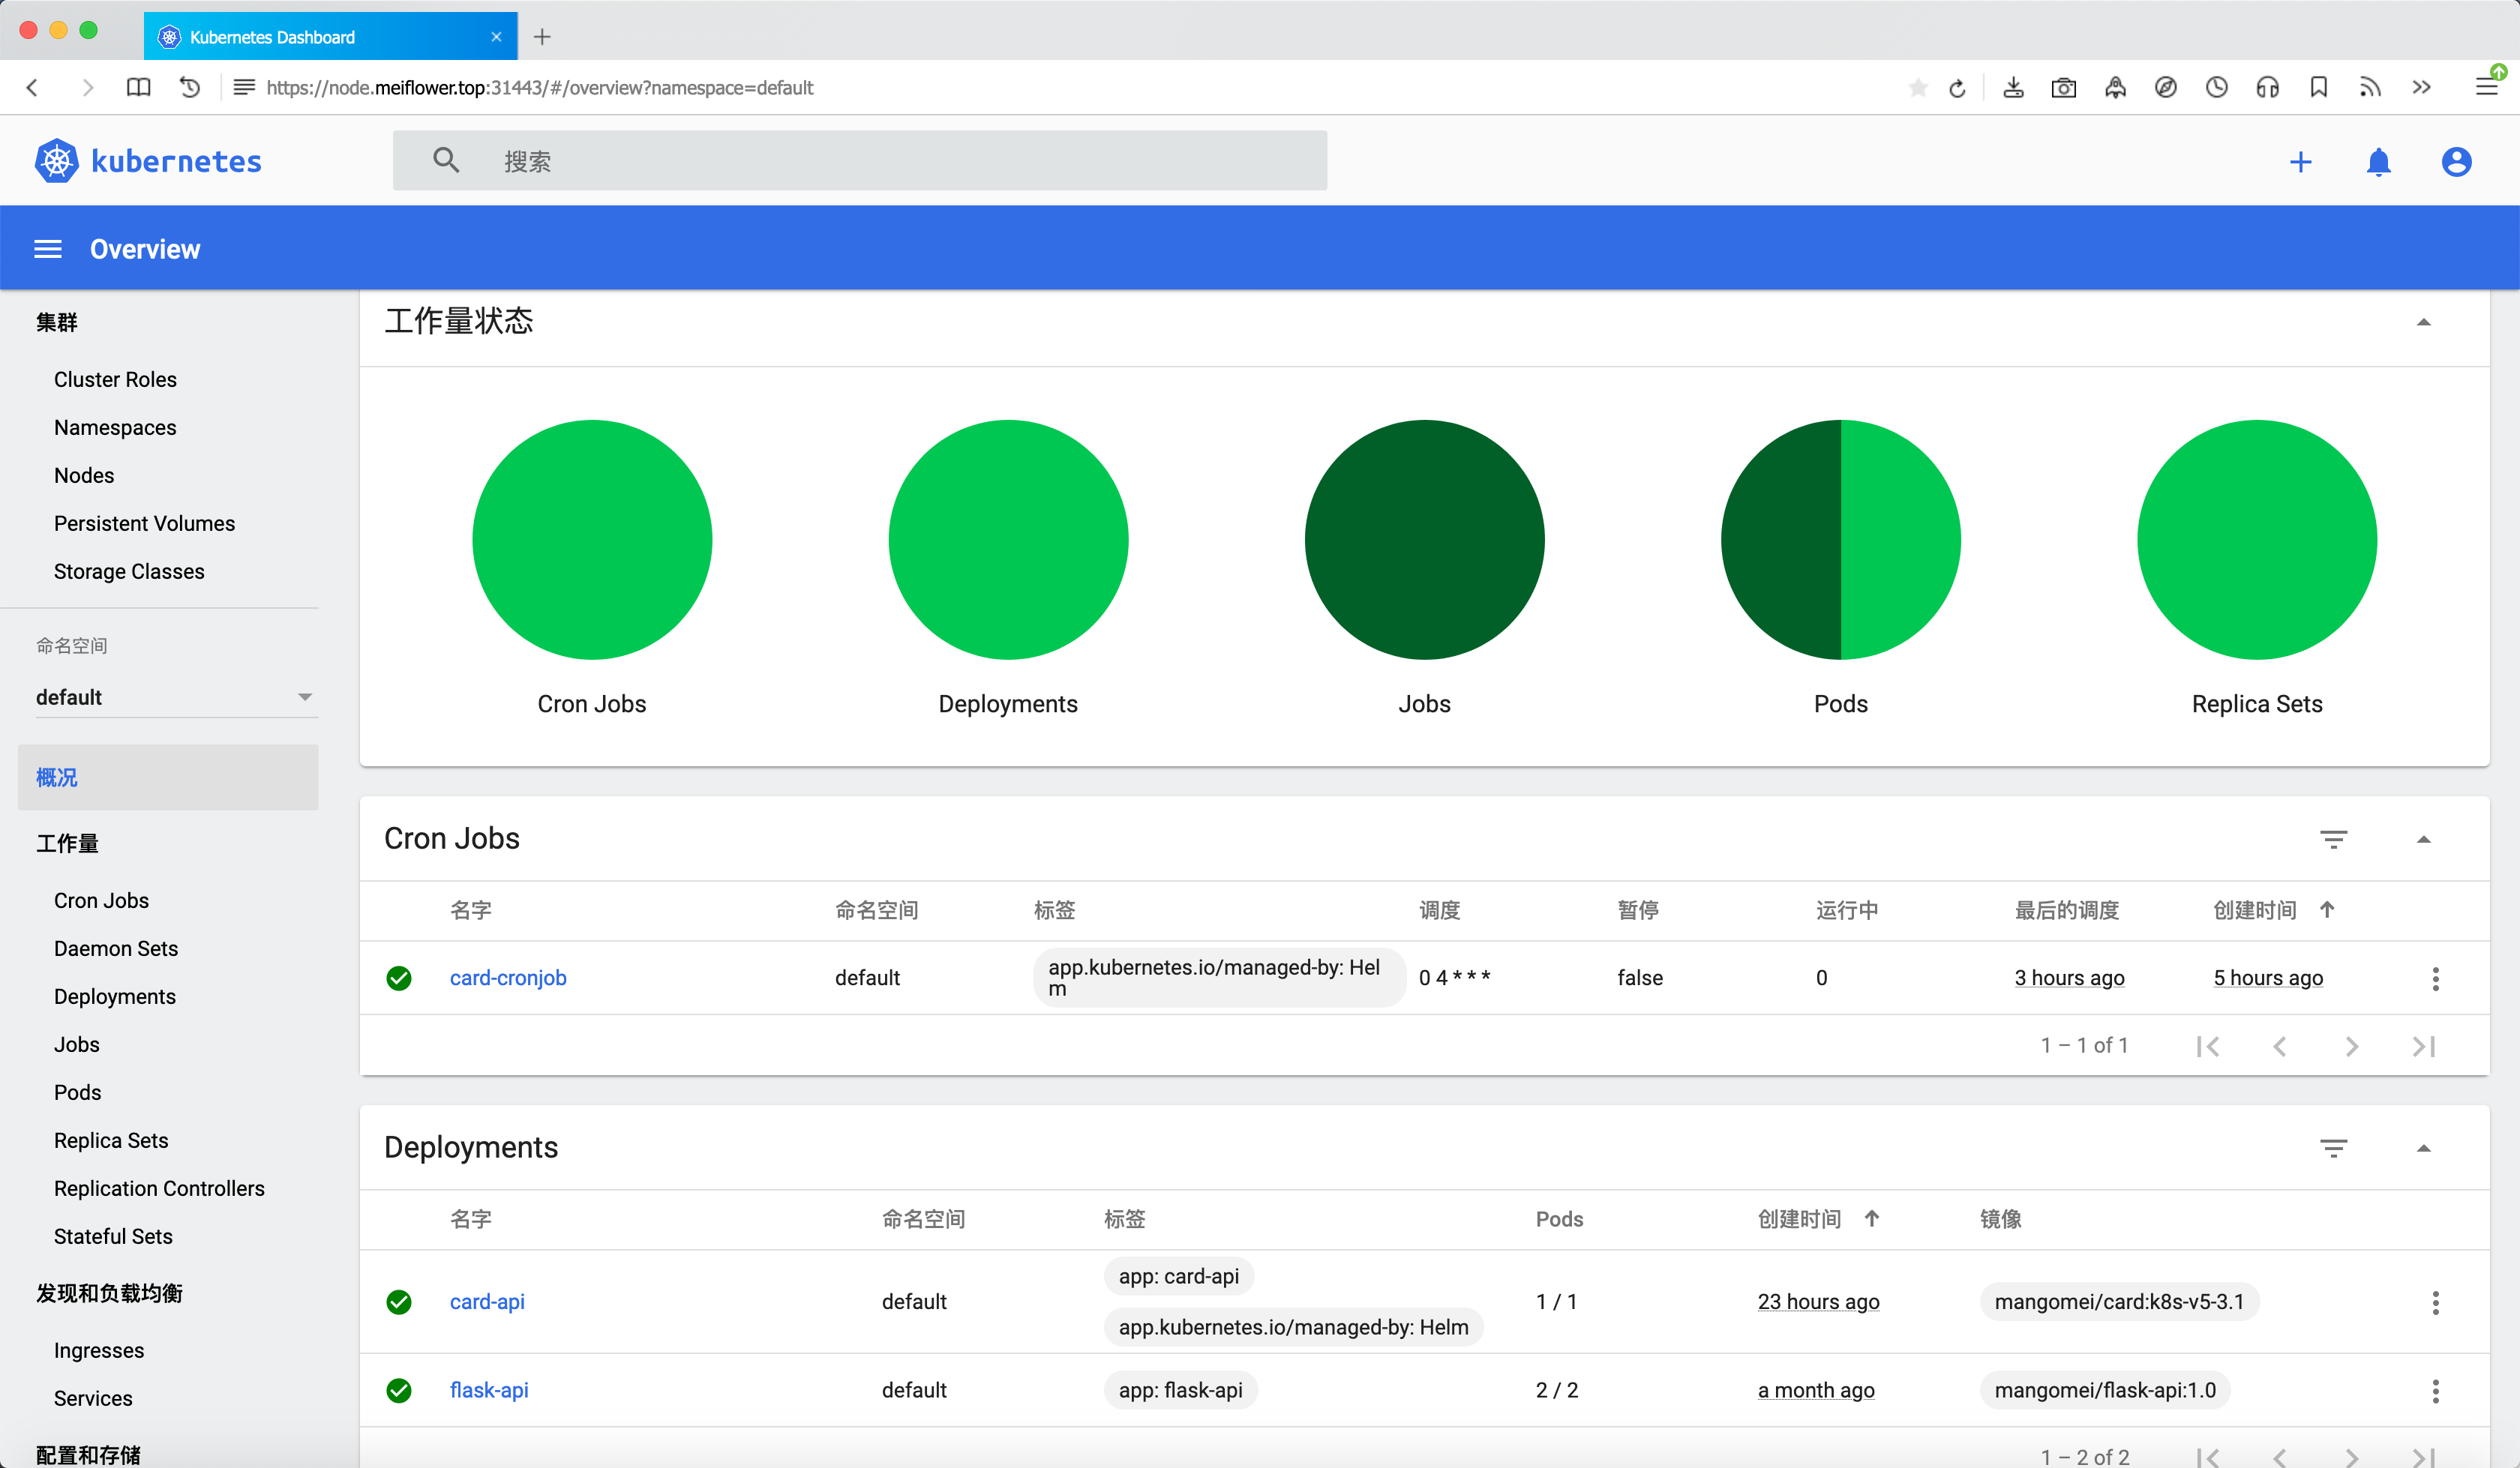 Kubernetes Dashboard
https://node.meiflower.top:31443/#/overview?namespace=default
kubernetes
搜索
Overview
集群
Cluster Roles
Namespaces
Nodes
Persistent Volumes
Storage Classes
命名空间
default
概况
工作量
Cron Jobs
Daemon Sets
Deployments
Jobs
Pods
Replica Sets
Replication Controllers
Stateful Sets
发现和负载均衡
Ingresses
Services
配置和存储
工作量状态
Cron Jobs Deployments Jobs Pods Replica Sets
Cron Jobs
名字 命名空间 标签 调度 暂停 运行中 最后的调度 创建时间
card-cronjob default app.kubernetes.io/managed-by: Hel
m 0 4 * * * false 0 3 hours ago 5 hours ago
1 – 1 of 1
Deployments
名字 命名空间 标签 Pods 创建时间 镜像
app: card-api
card-api default 1 / 1 23 hours ago mangomei/card:k8s-v5-3.1
app.kubernetes.io/managed-by: Helm
flask-api default app: flask-api 2 / 2 a month ago mangomei/flask-api:1.0
1 – 2 of 2